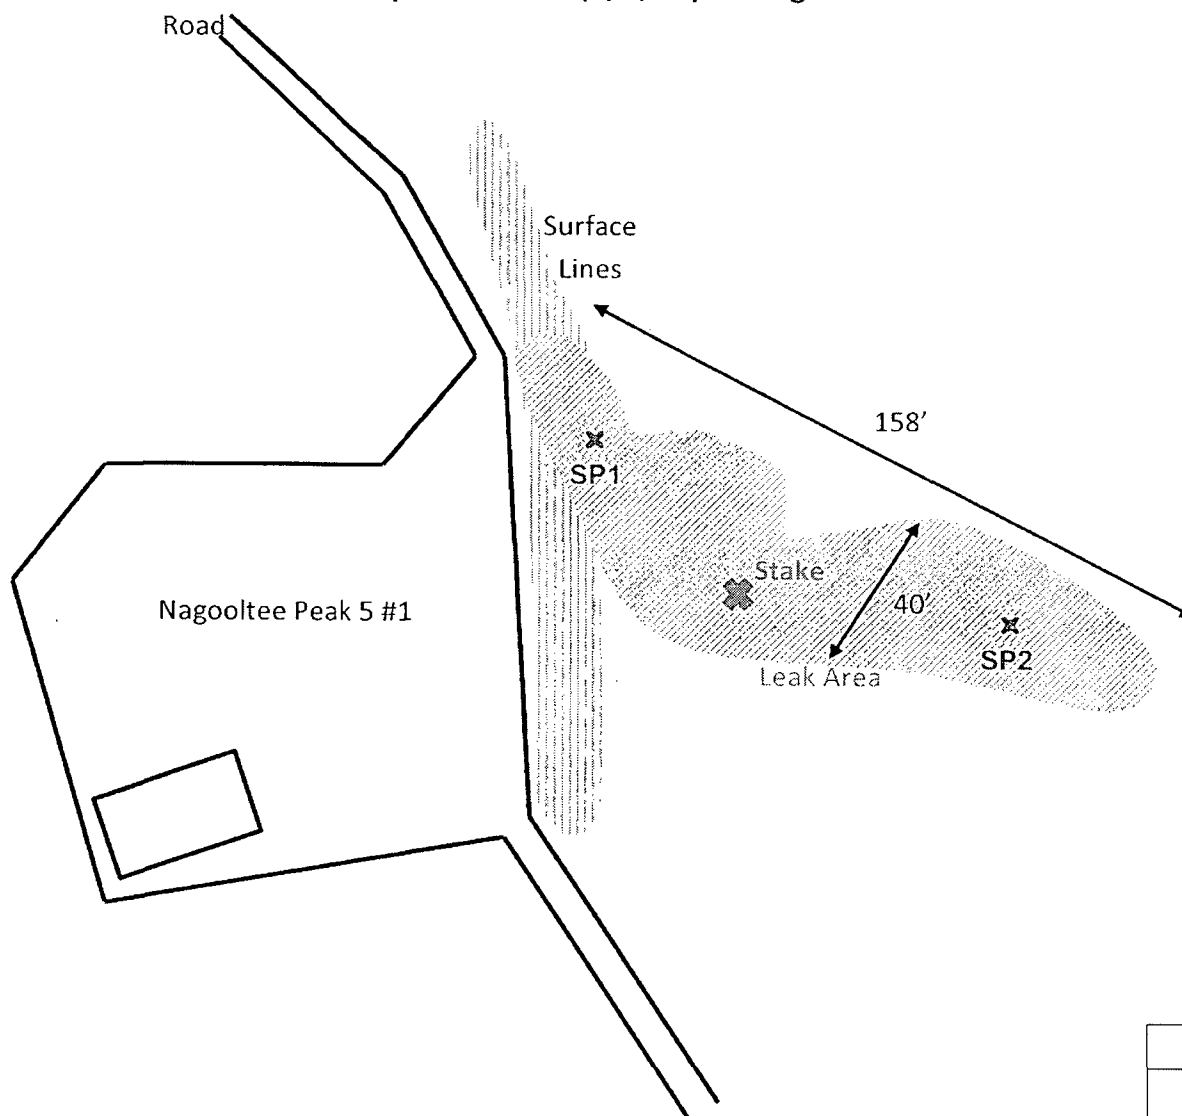 Road
Surface
Lines
158’
SP1
Stake
40’
Nagooltee Peak 5 #1
SP2
Leak Area